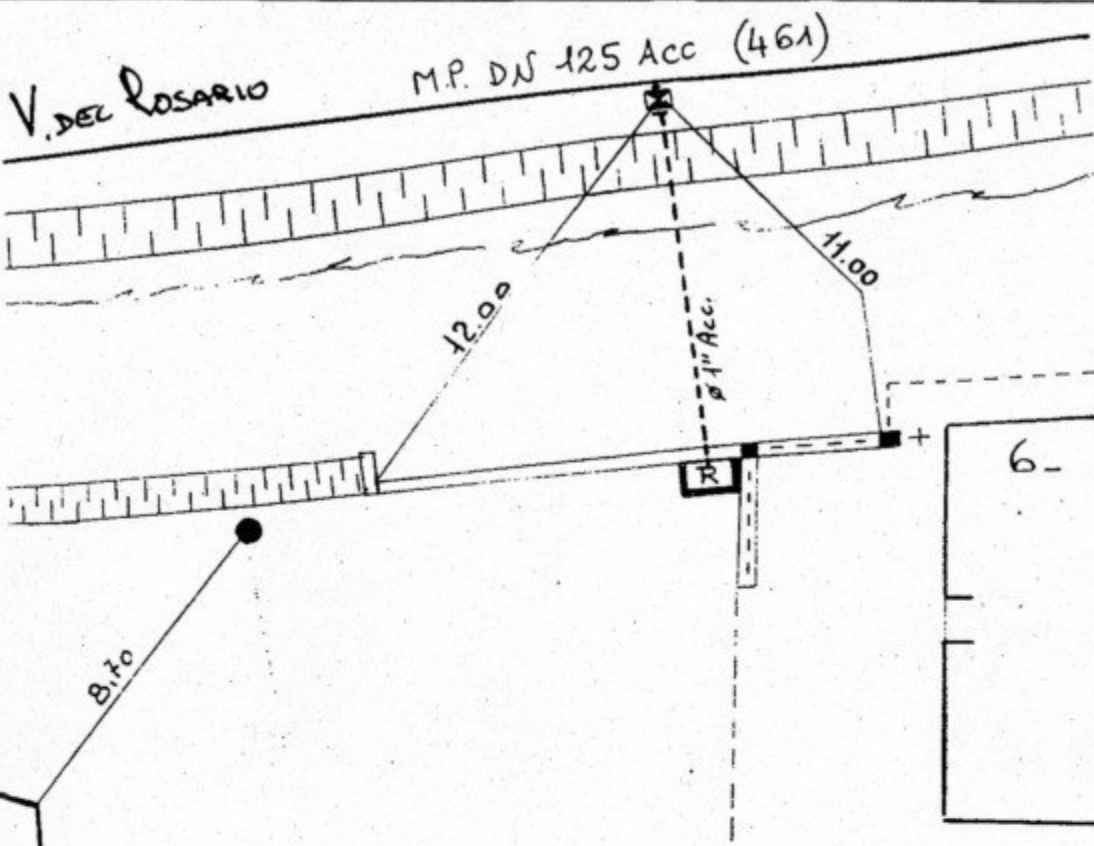 V. DEL ROSARIO
M.P. DN 125 ACC (461)
12.00
11.00
ø 1" Acc.
R
6-
8,70